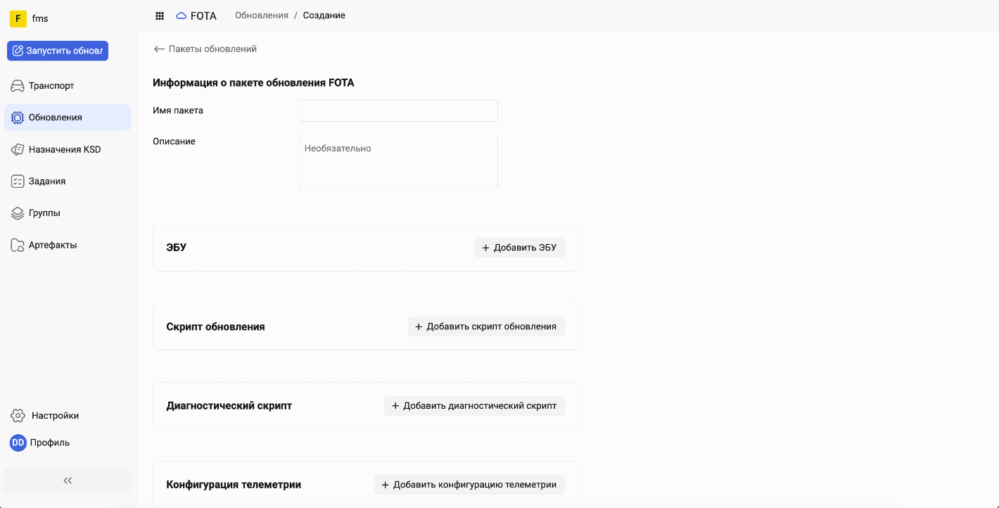 F fms
Запустить обновл
Транспорт
Обновления
Назначения KSD
Задания
Группы
Артефакты
Настройки
DD Профиль
FOTA Обновления / Создание
Пакеты обновлений
Информация о пакете обновления FOTA
Имя пакета
Описание
Необязательно
ЭБУ + Добавить ЭБУ
Скрипт обновления + Добавить скрипт обновления
Диагностический скрипт + Добавить диагностический скрипт
Конфигурация телеметрии + Добавить конфигурацию телеметрии